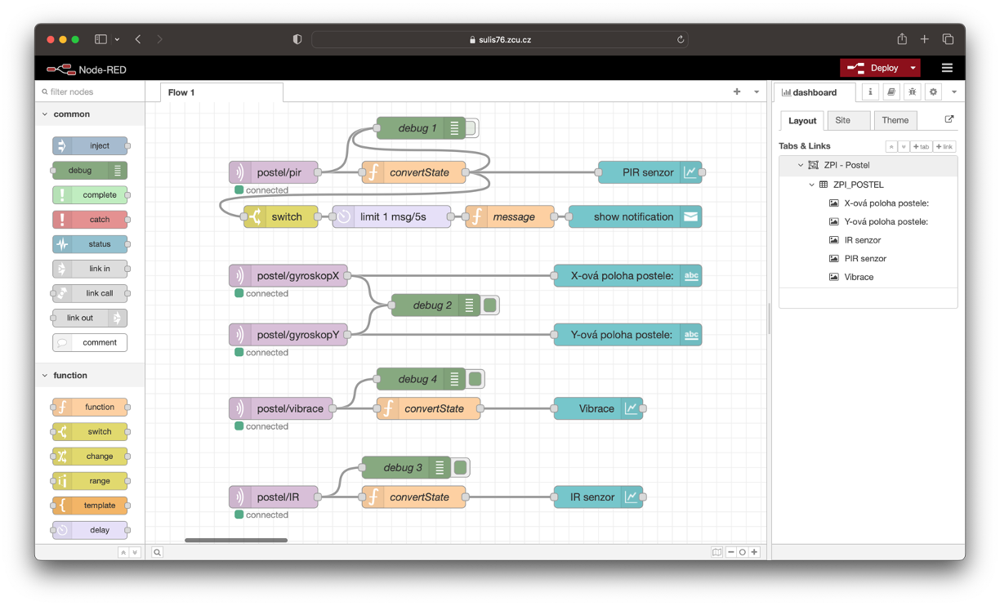 sulis76.zcu.cz
Node-RED
Deploy
filter nodes
Flow 1
dashboard
i
common
inject
debug
complete
catch
status
link in
link call
link out
comment
function
function
switch
change
range
template
delay
debug 1
postel/pir
convertState
PIR senzor
connected
switch
limit 1 msg/5s
message
show notification
postel/gyroskopX
X-ová poloha postele:
abc
connected
debug 2
postel/gyroskopY
Y-ová poloha postele:
abc
connected
debug 4
postel/vibrace
convertState
Vibrace
connected
debug 3
postel/IR
convertState
IR senzor
connected
Layout
Site
Theme
Tabs & Links
+ tab
+ link
ZPI - Postel
ZPI_POSTEL
X-ová poloha postele:
Y-ová poloha postele:
IR senzor
PIR senzor
Vibrace